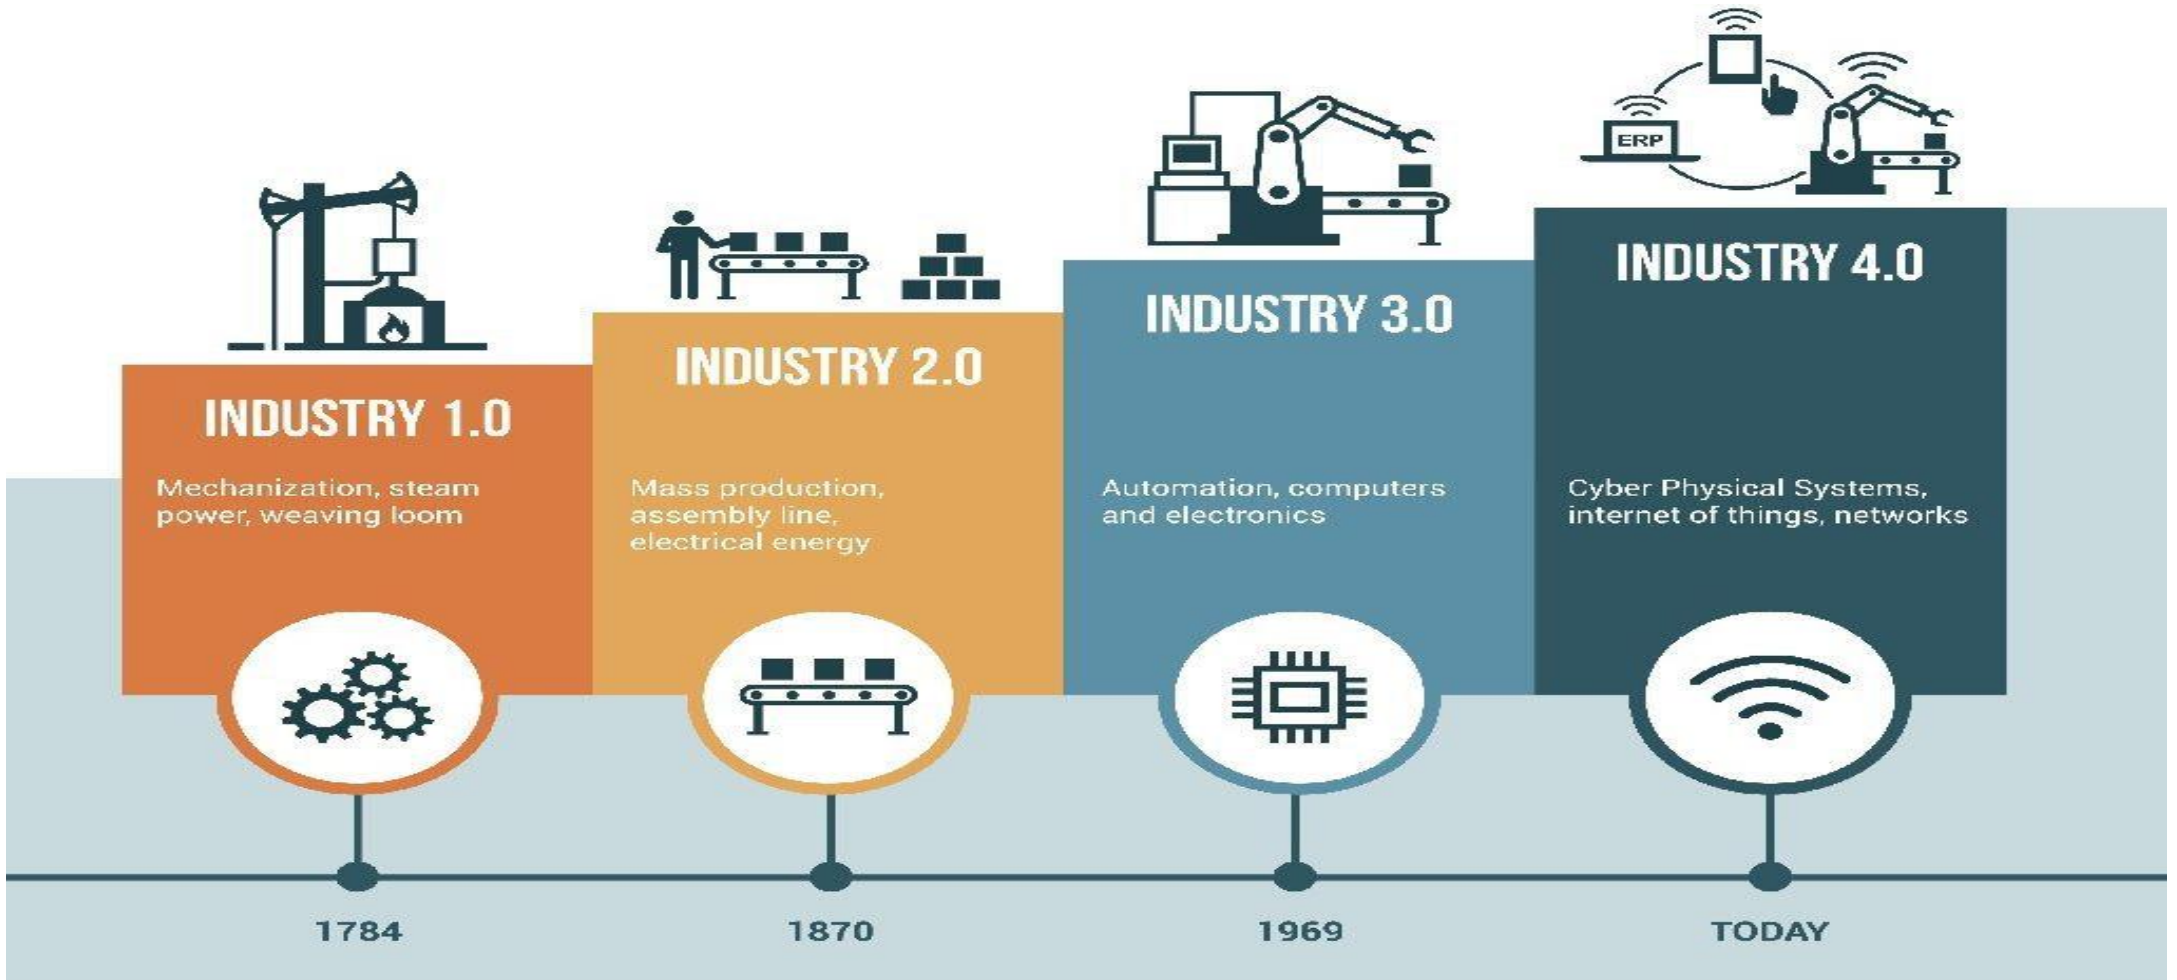 ERP
INDUSTRY 1.0
Mechanization, steam
power, weaving loom
INDUSTRY 2.0
Mass production,
assembly line,
electrical energy
INDUSTRY 3.0
Automation, computers
and electronics
INDUSTRY 4.0
Cyber Physical Systems,
internet of things, networks
1784
1870
1969
TODAY